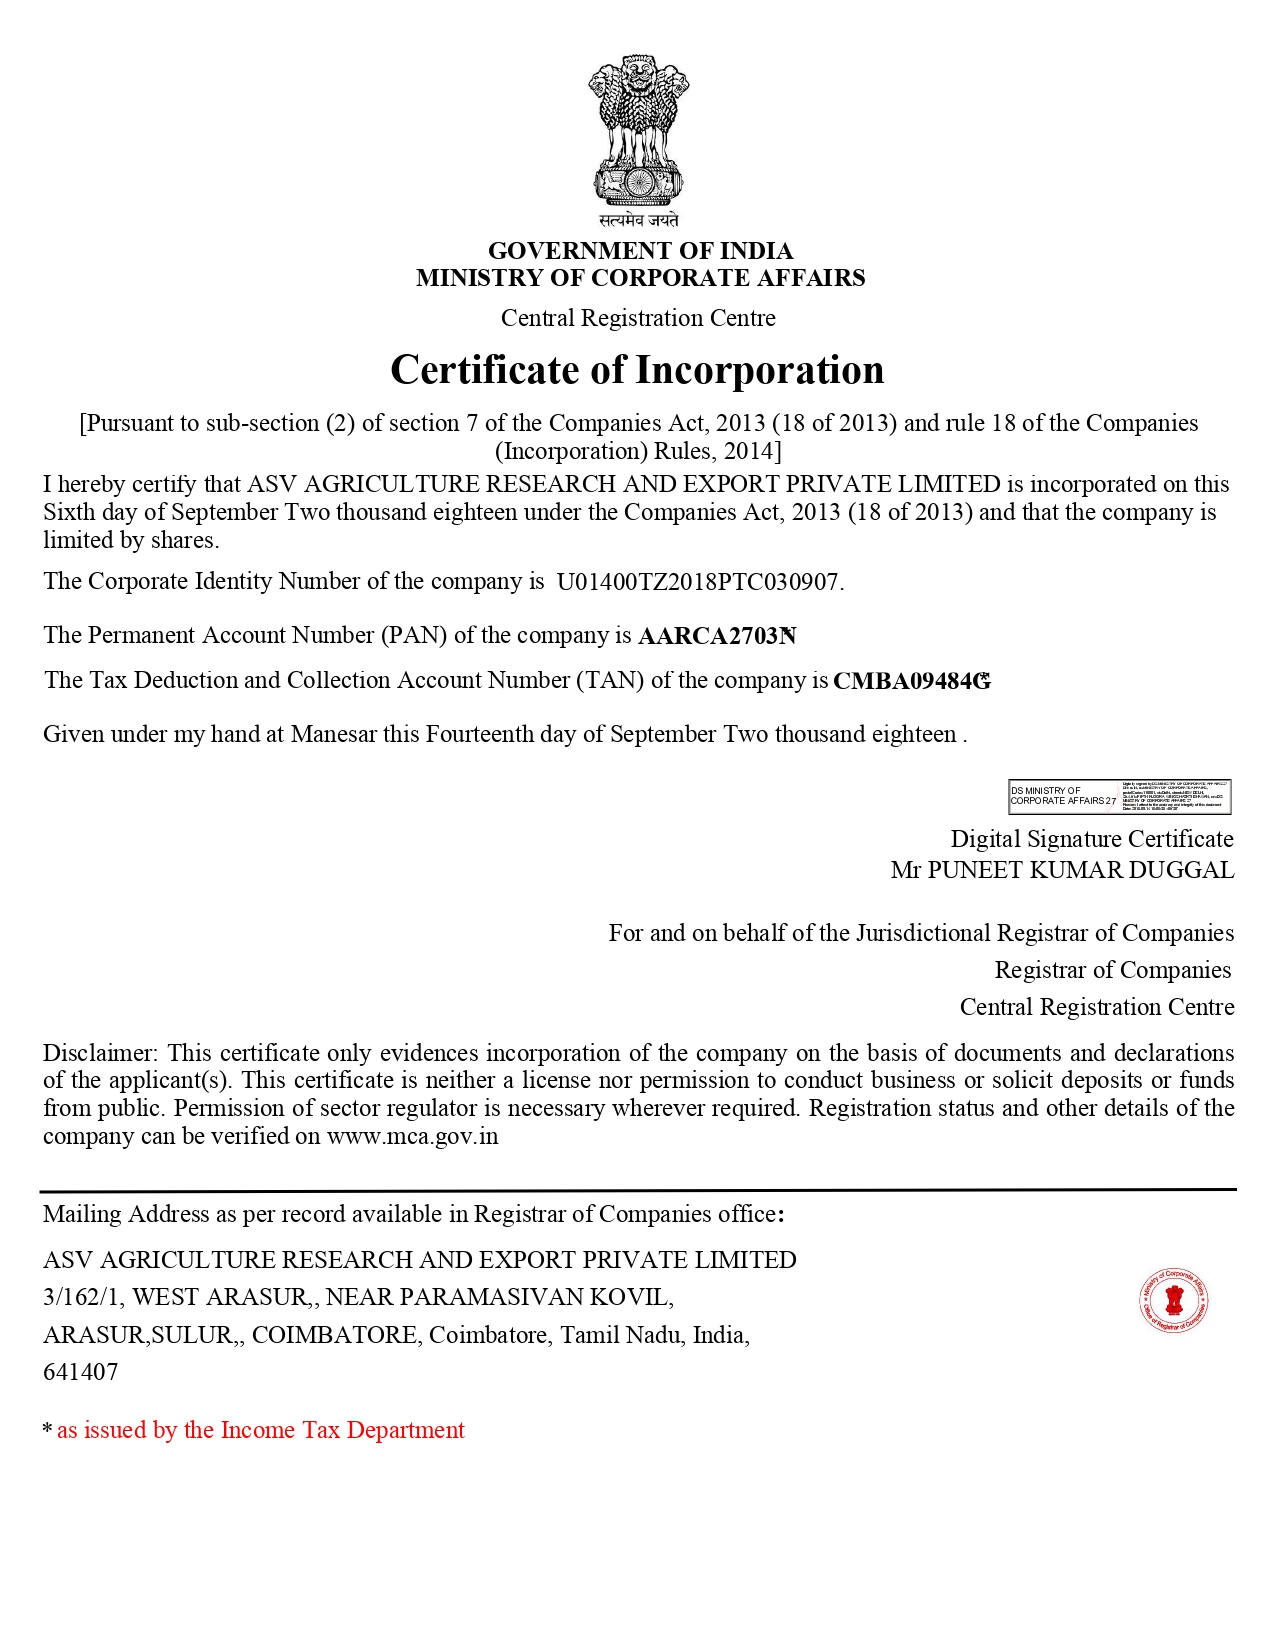 सत्यमेव जयते
GOVERNMENT OF INDIA
MINISTRY OF CORPORATE AFFAIRS
Central Registration Centre
Certificate of Incorporation
[Pursuant to sub-section (2) of section 7 of the Companies Act, 2013 (18 of 2013) and rule 18 of the Companies
(Incorporation) Rules, 2014]
I hereby certify that ASV AGRICULTURE RESEARCH AND EXPORT PRIVATE LIMITED is incorporated on this
Sixth day of September Two thousand eighteen under the Companies Act, 2013 (18 of 2013) and that the company is
limited by shares.
The Corporate Identity Number of the company is U01400TZ2018PTC030907.
The Permanent Account Number (PAN) of the company is AARCA2703N*
The Tax Deduction and Collection Account Number (TAN) of the company is CMBA09484G*
Given under my hand at Manesar this Fourteenth day of September Two thousand eighteen .
DS MINISTRY OF
CORPORATE AFFAIRS 27
Digital Signature Certificate
Mr PUNEET KUMAR DUGGAL
For and on behalf of the Jurisdictional Registrar of Companies
Registrar of Companies
Central Registration Centre
Disclaimer: This certificate only evidences incorporation of the company on the basis of documents and declarations
of the applicant(s). This certificate is neither a license nor permission to conduct business or solicit deposits or funds
from public. Permission of sector regulator is necessary wherever required. Registration status and other details of the
company can be verified on www.mca.gov.in
Mailing Address as per record available in Registrar of Companies office:
ASV AGRICULTURE RESEARCH AND EXPORT PRIVATE LIMITED
3/162/1, WEST ARASUR,, NEAR PARAMASIVAN KOVIL,
ARASUR,SULUR,, COIMBATORE, Coimbatore, Tamil Nadu, India,
641407
Ministry of Corporate Affairs
Office of Registrar of Companies
* as issued by the Income Tax Department